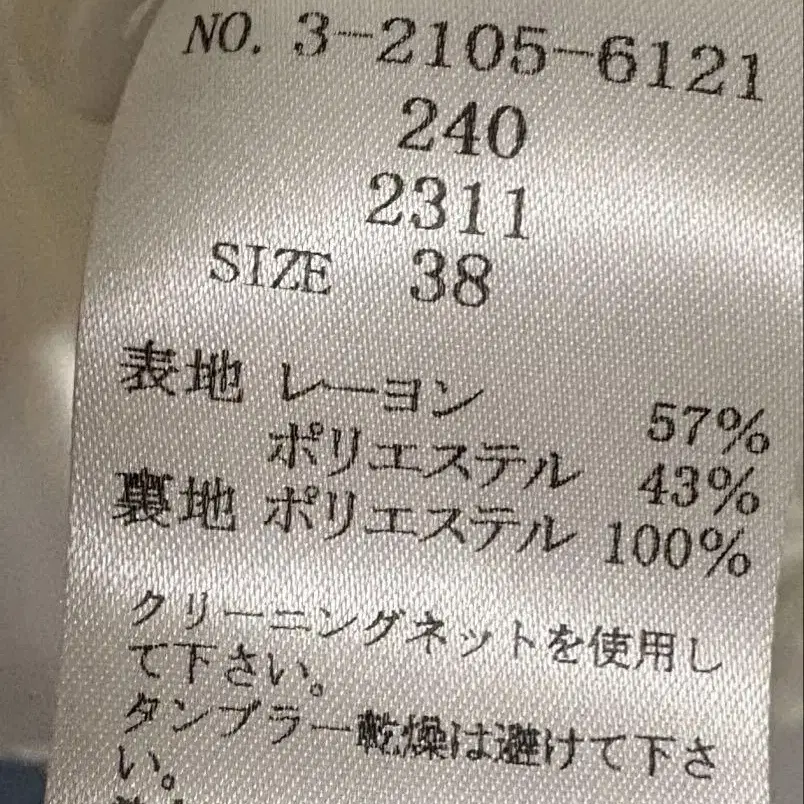 NO. 3-2105-6121
240
2311
SIZE 38
表地 レーヨン 57%
ポリエステル 43%
裏地 ポリエステル 100%
クリーニングネットを使用し
て下さい。
タンブラー乾燥は避けて下さ
い。